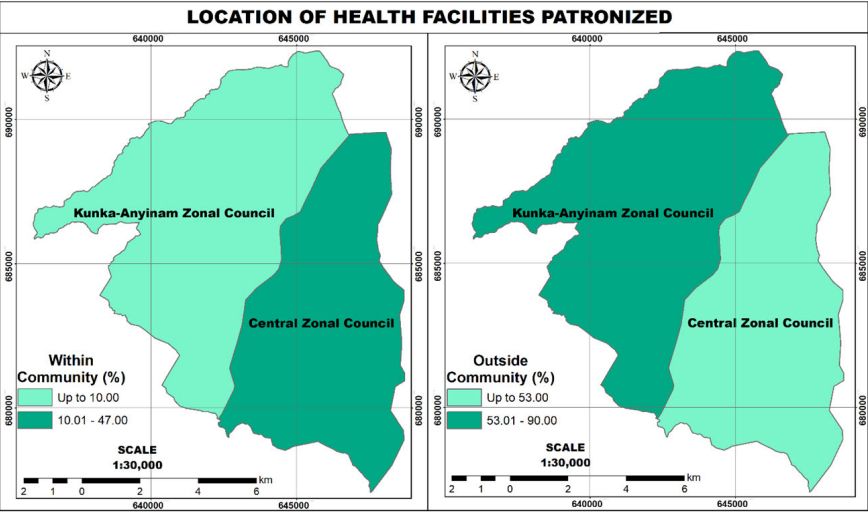 LOCATION OF HEALTH FACILITIES PATRONIZED
640000 645000
N
W E
S
690000
685000
680000
Kunka-Anyinam Zonal Council
Central Zonal Council
Within
Community (%)
Up to 10.00
10.01 - 47.00
SCALE
1:30,000
2 1 0 2 4 6 km
640000 645000
640000 645000
N
W E
S
690000
690000
685000
685000
680000
680000
Kunka-Anyinam Zonal Council
Central Zonal Council
Outside
Community (%)
Up to 53.00
53.01 - 90.00
SCALE
1:30,000
2 1 0 2 4 6 km
640000 645000